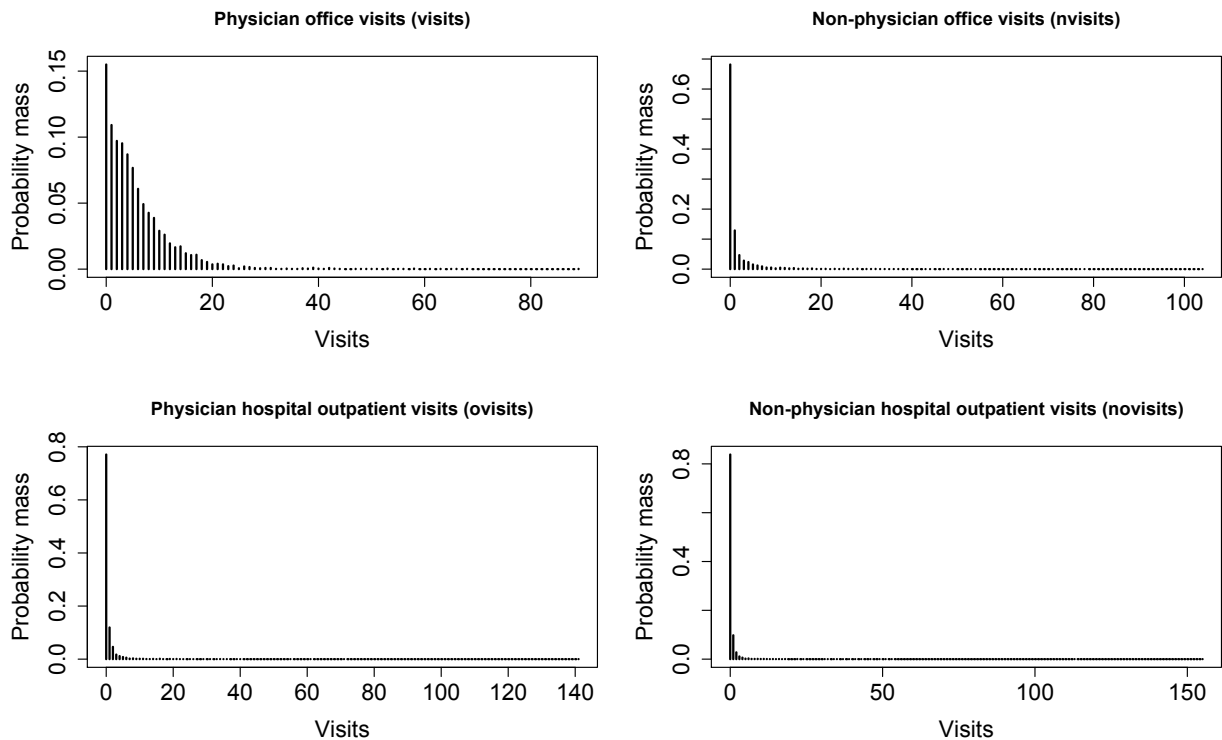 Physician office visits (visits)
Probability mass
0.00 0.05 0.10 0.15
0 20 40 60 80
Visits
Non-physician office visits (nvisits)
Probability mass
0.0 0.2 0.4 0.6
0 20 40 60 80 100
Visits
Physician hospital outpatient visits (ovisits)
Probability mass
0.0 0.2 0.4 0.6 0.8
0 20 40 60 80 100 120 140
Visits
Non-physician hospital outpatient visits (novisits)
Probability mass
0.0 0.4 0.8
0 50 100 150
Visits